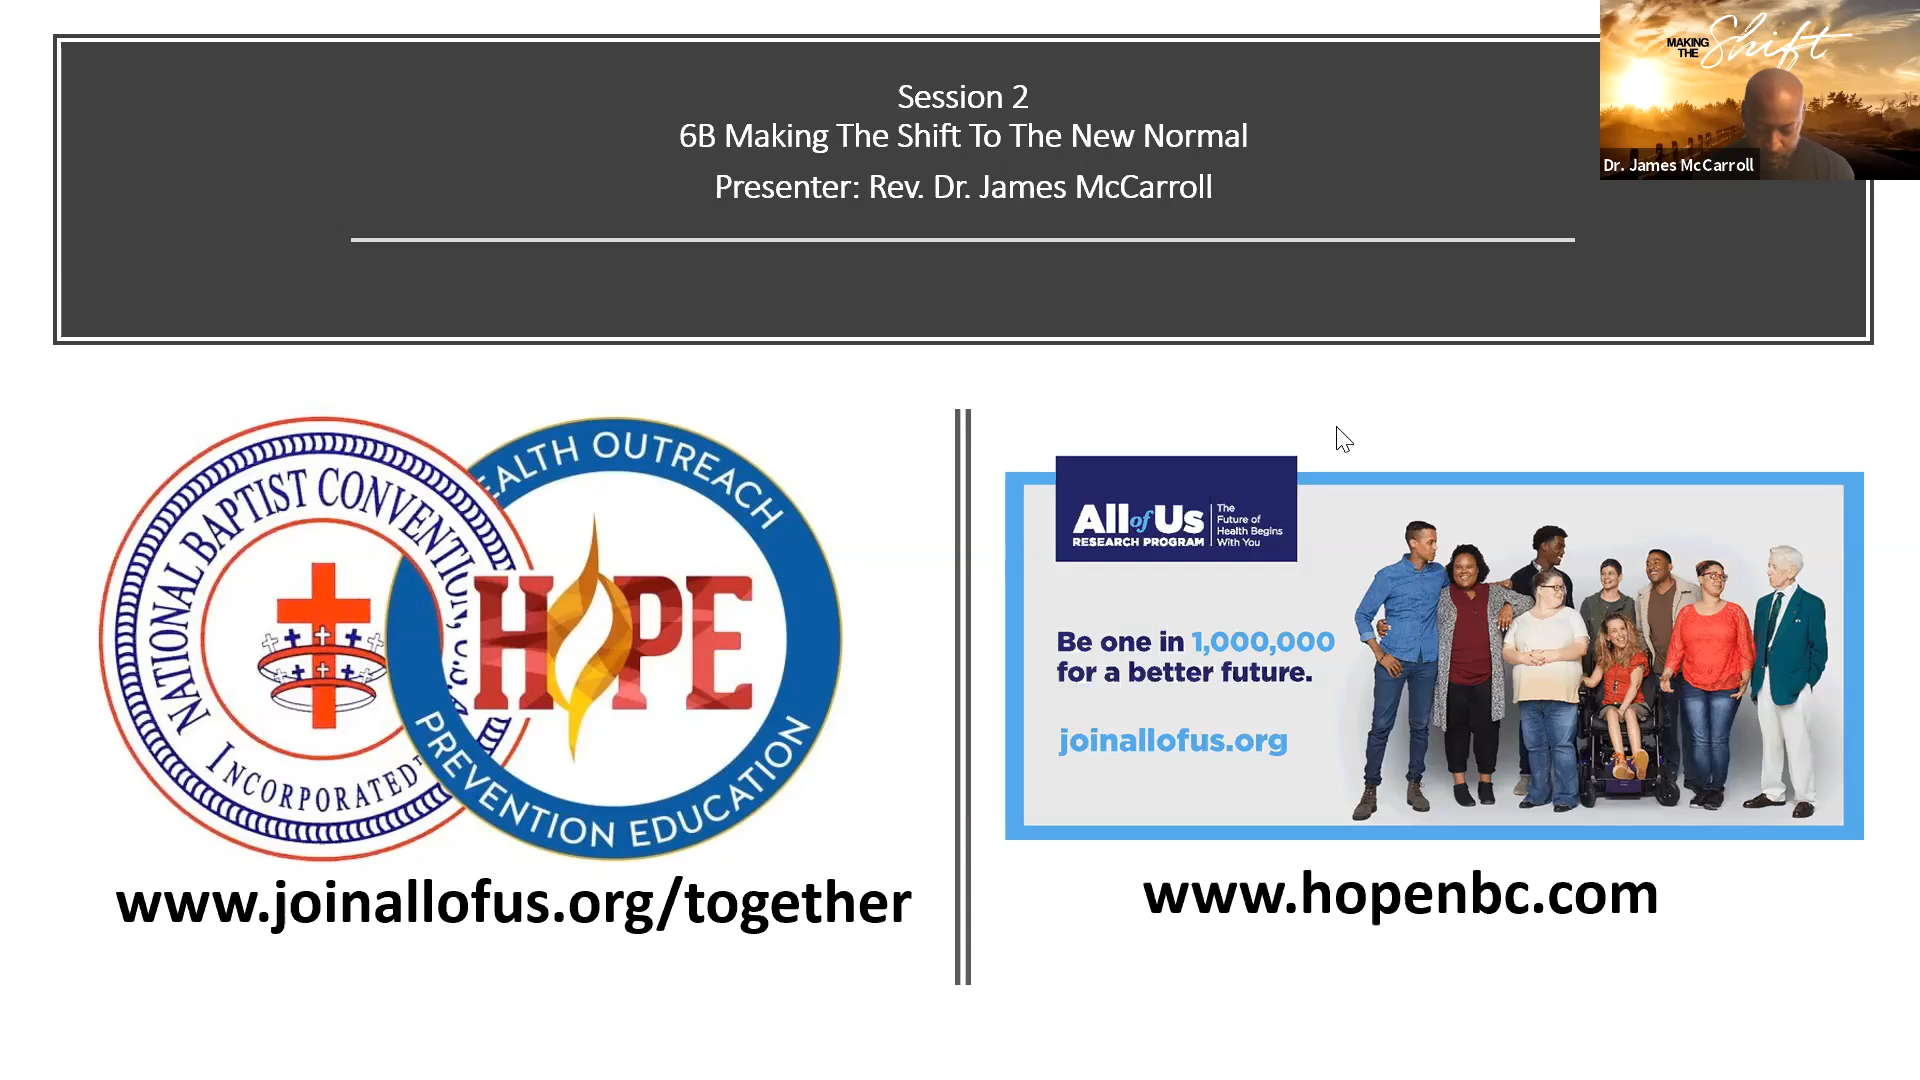 Session 2
6B Making The Shift To The New Normal
Presenter: Rev. Dr. James McCarroll
MAKING
THE Shift
Dr. James McCarroll
NATIONAL BAPTIST CONVENTION, U.S.A.
INCORPORATED
HEALTH OUTREACH
HOPE
PREVENTION EDUCATION
www.joinallofus.org/together
All of Us
RESEARCH PROGRAM
The
Future of
Health Begins
With You
Be one in 1,000,000
for a better future.
joinallofus.org
www.hopenbc.com